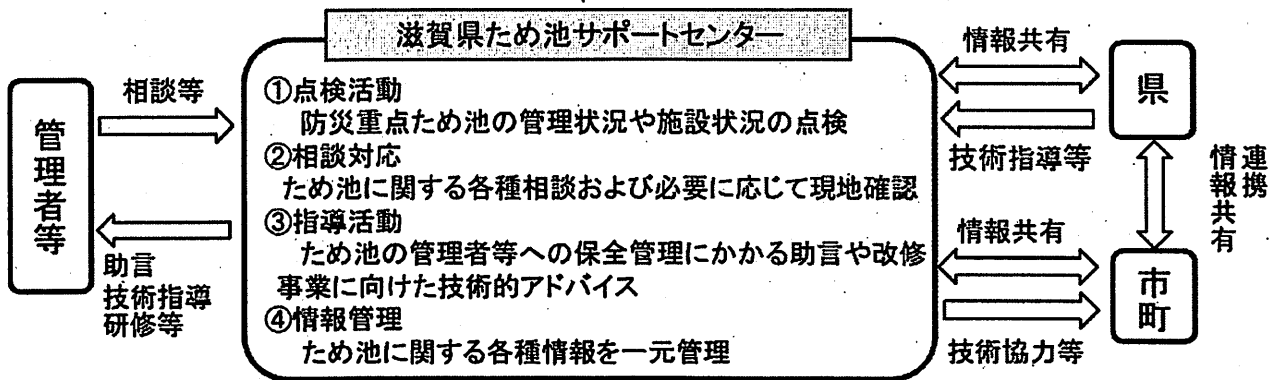 滋賀県ため池サポートセンター
管理者等
相談等
助言
技術指導
研修等
①点検活動
防災重点ため池の管理状況や施設状況の点検
②相談対応
ため池に関する各種相談および必要に応じて現地確認
③指導活動
ため池の管理者等への保全管理にかかる助言や改修
事業に向けた技術的アドバイス
④情報管理
ため池に関する各種情報を一元管理
情報共有
技術指導等
県
連携
情報共有
情報共有
技術協力等
市町